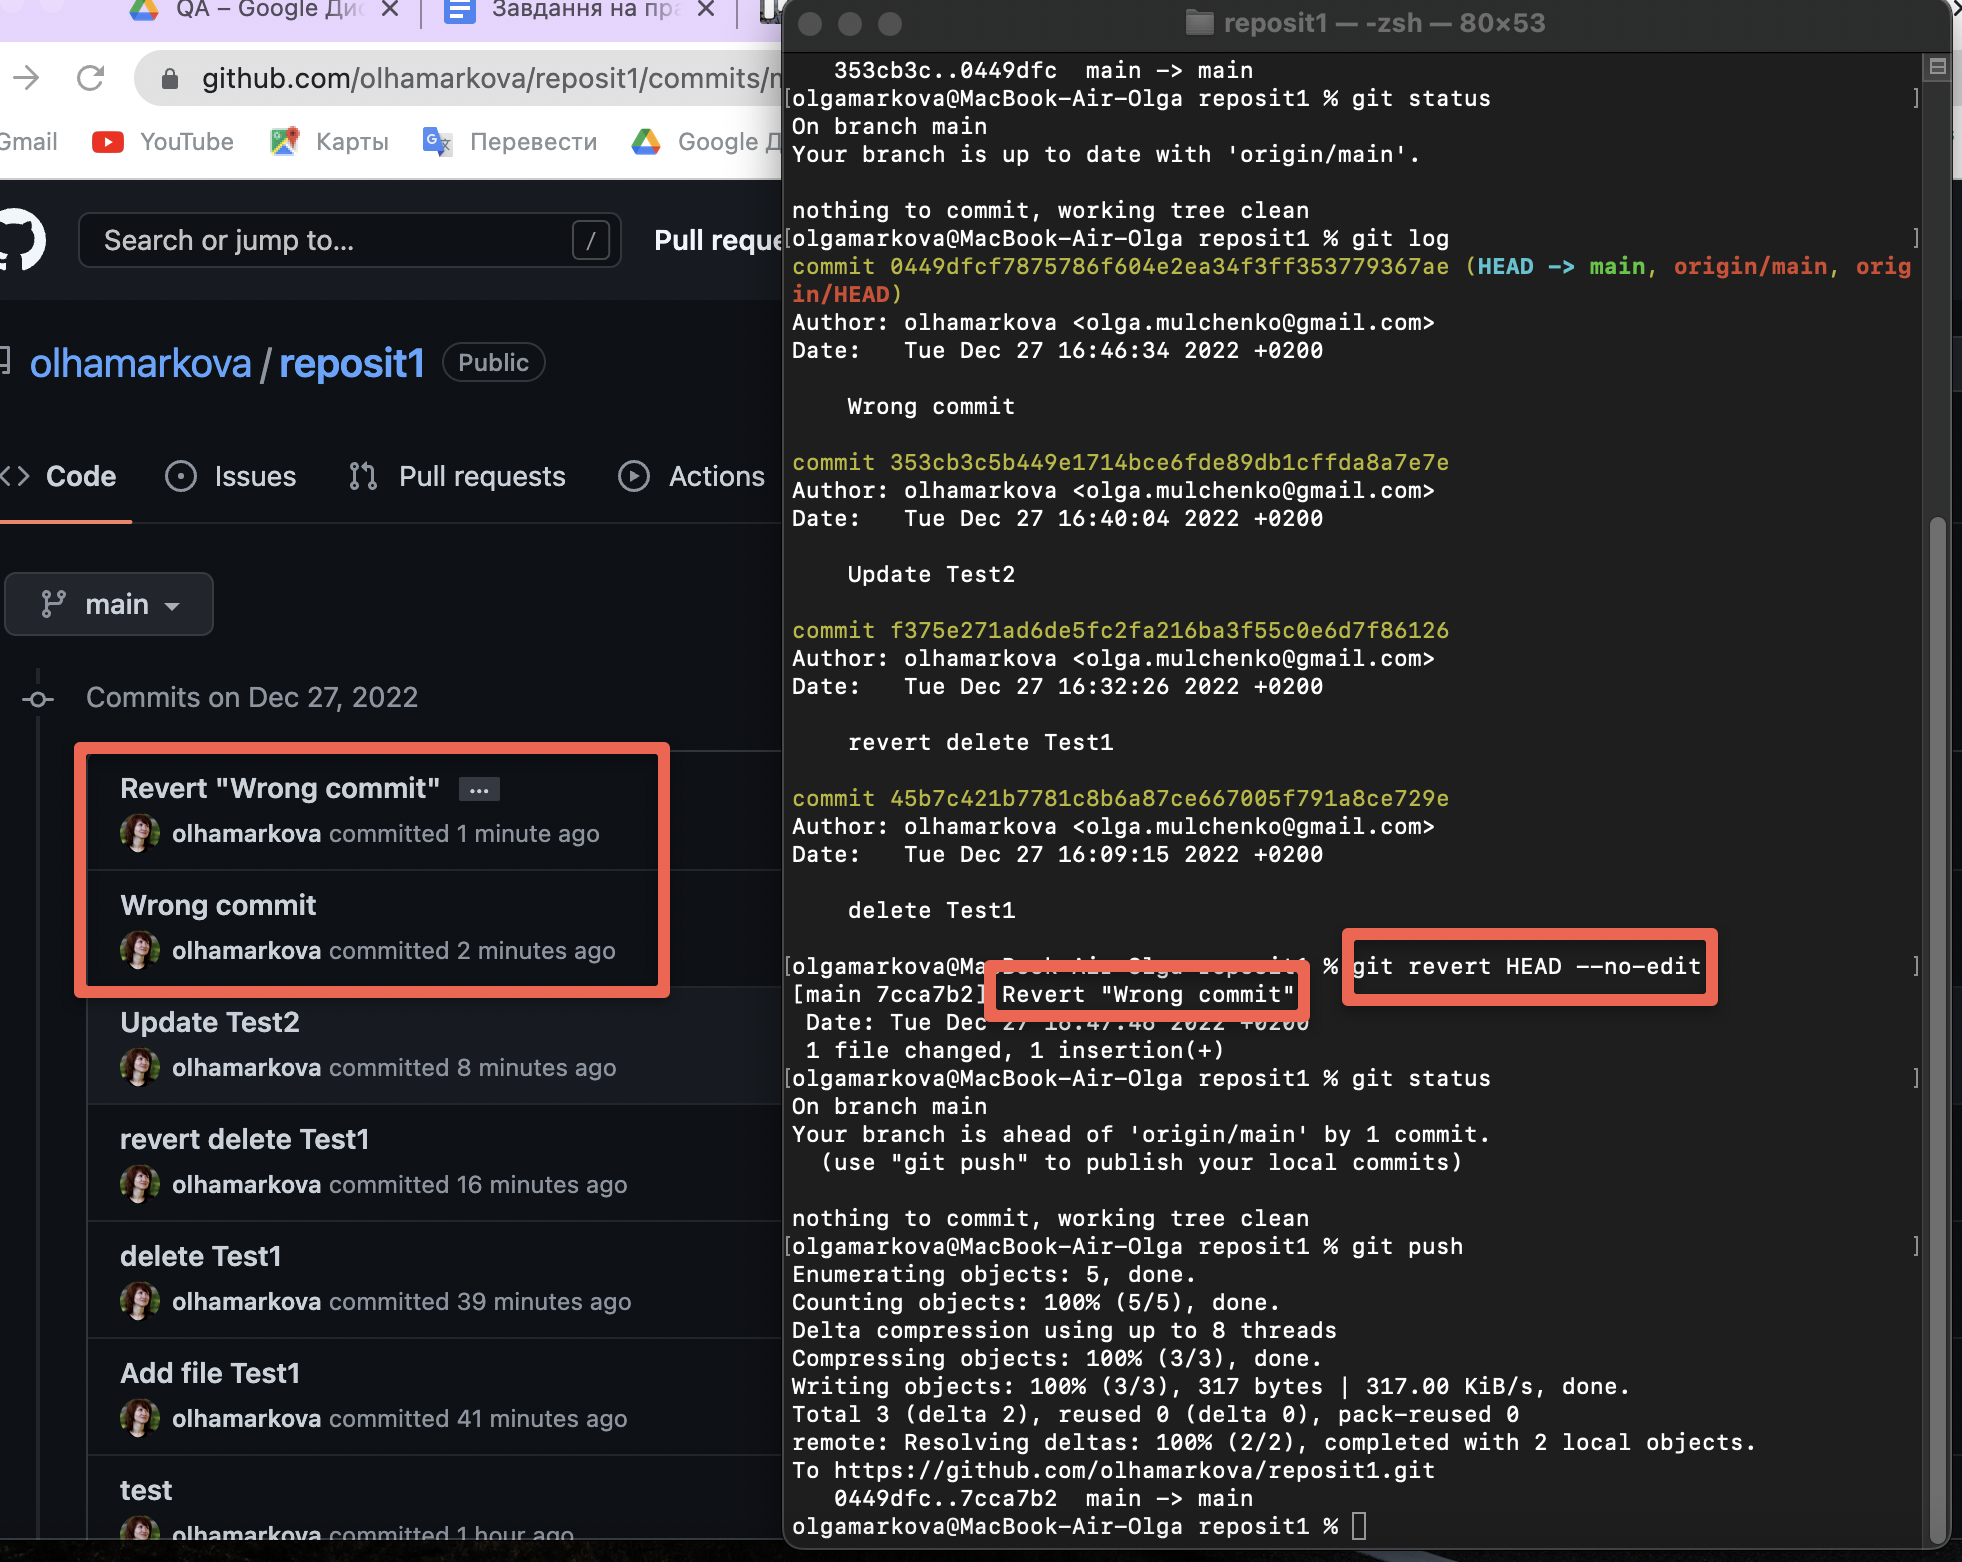 QA – Google Дис
Завдання на пра
github.com/olhamarkova/reposit1/commits/
Gmail YouTube Карты Перевести Google Д
Search or jump to... /
Pull reque
olhamarkova / reposit1 Public
Code Issues Pull requests Actions
main
Commits on Dec 27, 2022
Revert "Wrong commit" ...
olhamarkova committed 1 minute ago
Wrong commit
olhamarkova committed 2 minutes ago
Update Test2
olhamarkova committed 8 minutes ago
revert delete Test1
olhamarkova committed 16 minutes ago
delete Test1
olhamarkova committed 39 minutes ago
Add file Test1
olhamarkova committed 41 minutes ago
test
olhamarkova committed 1 hour ago
reposit1 — -zsh — 80×53
353cb3c..0449dfc  main -> main
[olgamarkova@MacBook-Air-Olga reposit1 % git status ]
On branch main
Your branch is up to date with 'origin/main'.
nothing to commit, working tree clean
[olgamarkova@MacBook-Air-Olga reposit1 % git log ]
commit 0449dfcf7875786f604e2ea34f3ff353779367ae (HEAD -> main, origin/main, orig
in/HEAD)
Author: olhamarkova <olga.mulchenko@gmail.com>
Date:   Tue Dec 27 16:46:34 2022 +0200
Wrong commit
commit 353cb3c5b449e1714bce6fde89db1cffda8a7e7e
Author: olhamarkova <olga.mulchenko@gmail.com>
Date:   Tue Dec 27 16:40:04 2022 +0200
Update Test2
commit f375e271ad6de5fc2fa216ba3f55c0e6d7f86126
Author: olhamarkova <olga.mulchenko@gmail.com>
Date:   Tue Dec 27 16:32:26 2022 +0200
revert delete Test1
commit 45b7c421b7781c8b6a87ce667005f791a8ce729e
Author: olhamarkova <olga.mulchenko@gmail.com>
Date:   Tue Dec 27 16:09:15 2022 +0200
delete Test1
[olgamarkova@MacBook-Air-Olga reposit1 % git revert HEAD --no-edit ]
[main 7cca7b2] Revert "Wrong commit"
Date: Tue Dec 27 16:47:46 2022 +0200
1 file changed, 1 insertion(+)
[olgamarkova@MacBook-Air-Olga reposit1 % git status ]
On branch main
Your branch is ahead of 'origin/main' by 1 commit.
(use "git push" to publish your local commits)
nothing to commit, working tree clean
[olgamarkova@MacBook-Air-Olga reposit1 % git push ]
Enumerating objects: 5, done.
Counting objects: 100% (5/5), done.
Delta compression using up to 8 threads
Compressing objects: 100% (3/3), done.
Writing objects: 100% (3/3), 317 bytes | 317.00 KiB/s, done.
Total 3 (delta 2), reused 0 (delta 0), pack-reused 0
remote: Resolving deltas: 100% (2/2), completed with 2 local objects.
To https://github.com/olhamarkova/reposit1.git
0449dfc..7cca7b2  main -> main
olgamarkova@MacBook-Air-Olga reposit1 %